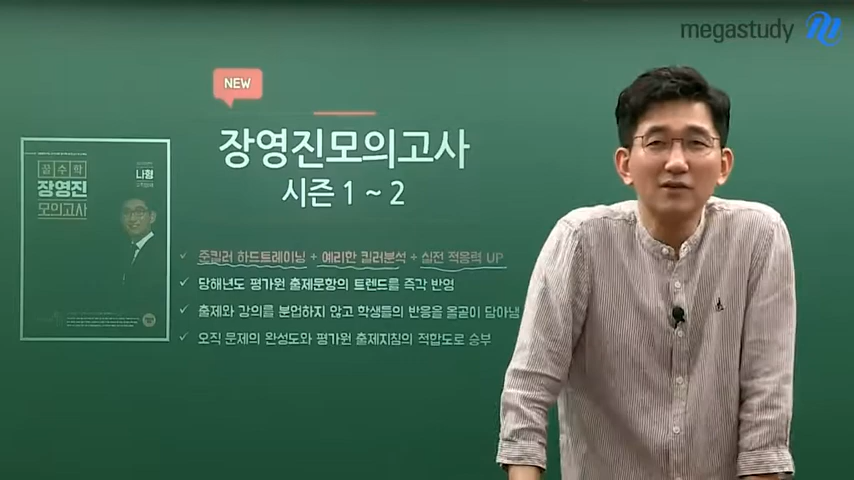 megastudy
NEW
장영진모의고사
시즌 1 ~ 2
끝수학
장영진
모의고사
나형
준킬러 하드트레이닝 + 예리한 킬러분석 + 실전 적응력 UP
당해년도 평가원 출제문항의 트렌드를 즉각 반영
출제와 강의를 분업하지 않고 학생들의 반응을 올곧이 담아냄
오직 문제의 완성도와 평가원 출제지침의 적합도로 승부